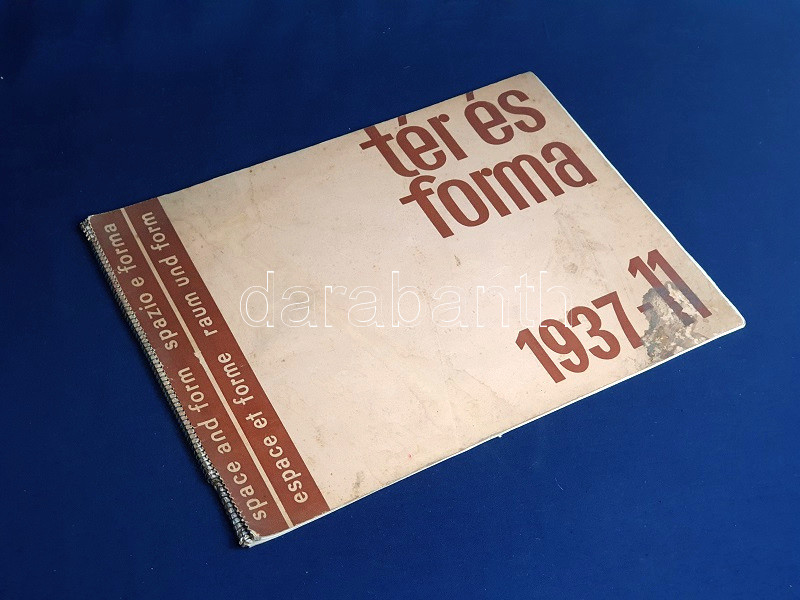 tér és
forma
1937-11
space and form spazio e forma
espace et forme raum und form
darabanth